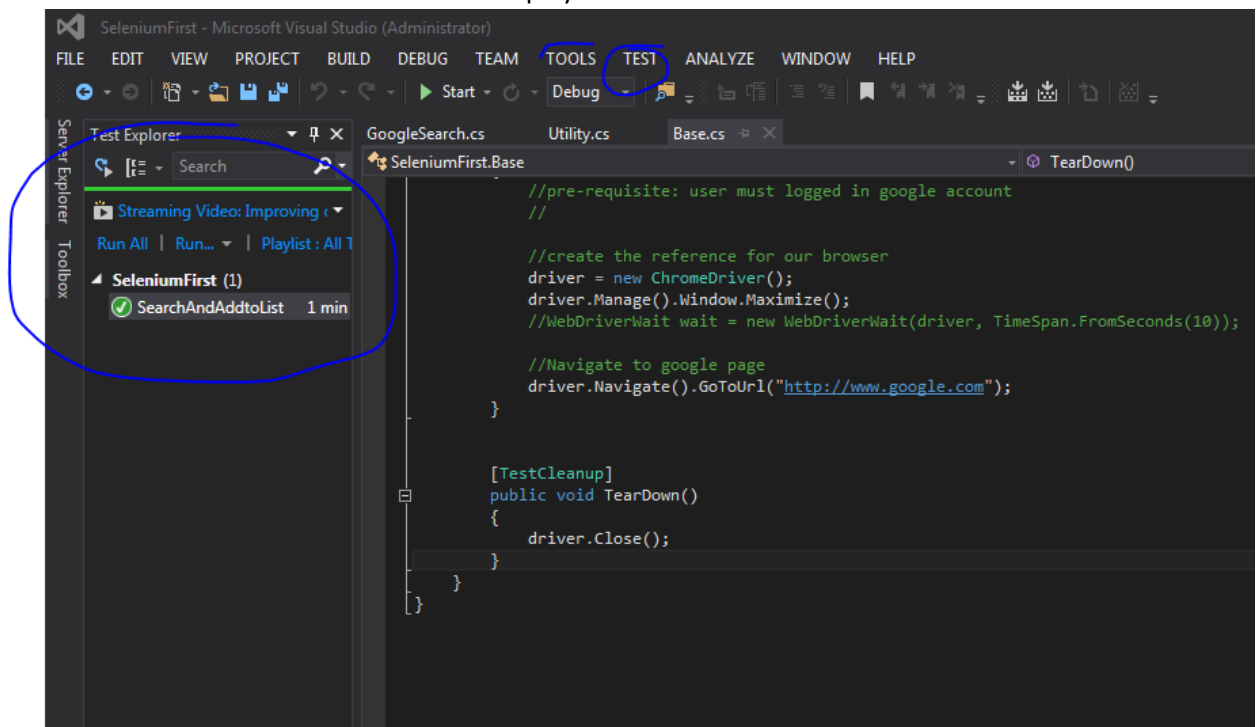 SeleniumFirst - Microsoft Visual Studio (Administrator)
FILE EDIT VIEW PROJECT BUILD DEBUG TEAM TOOLS TEST ANALYZE WINDOW HELP
Start Debug
Server Explorer
Toolbox
Test Explorer
Search
Streaming Video: Improving
Run All | Run... | Playlist : All T
SeleniumFirst (1)
SearchAndAddtoList 1 min
GoogleSearch.cs Utility.cs Base.cs
SeleniumFirst.Base TearDown()
//pre-requisite: user must logged in google account
//
//create the reference for our browser
driver = new ChromeDriver();
driver.Manage().Window.Maximize();
//WebDriverWait wait = new WebDriverWait(driver, TimeSpan.FromSeconds(10));
//Navigate to google page
driver.Navigate().GoToUrl("http://www.google.com");
}
[TestCleanup]
public void TearDown()
{
driver.Close();
}
}
}